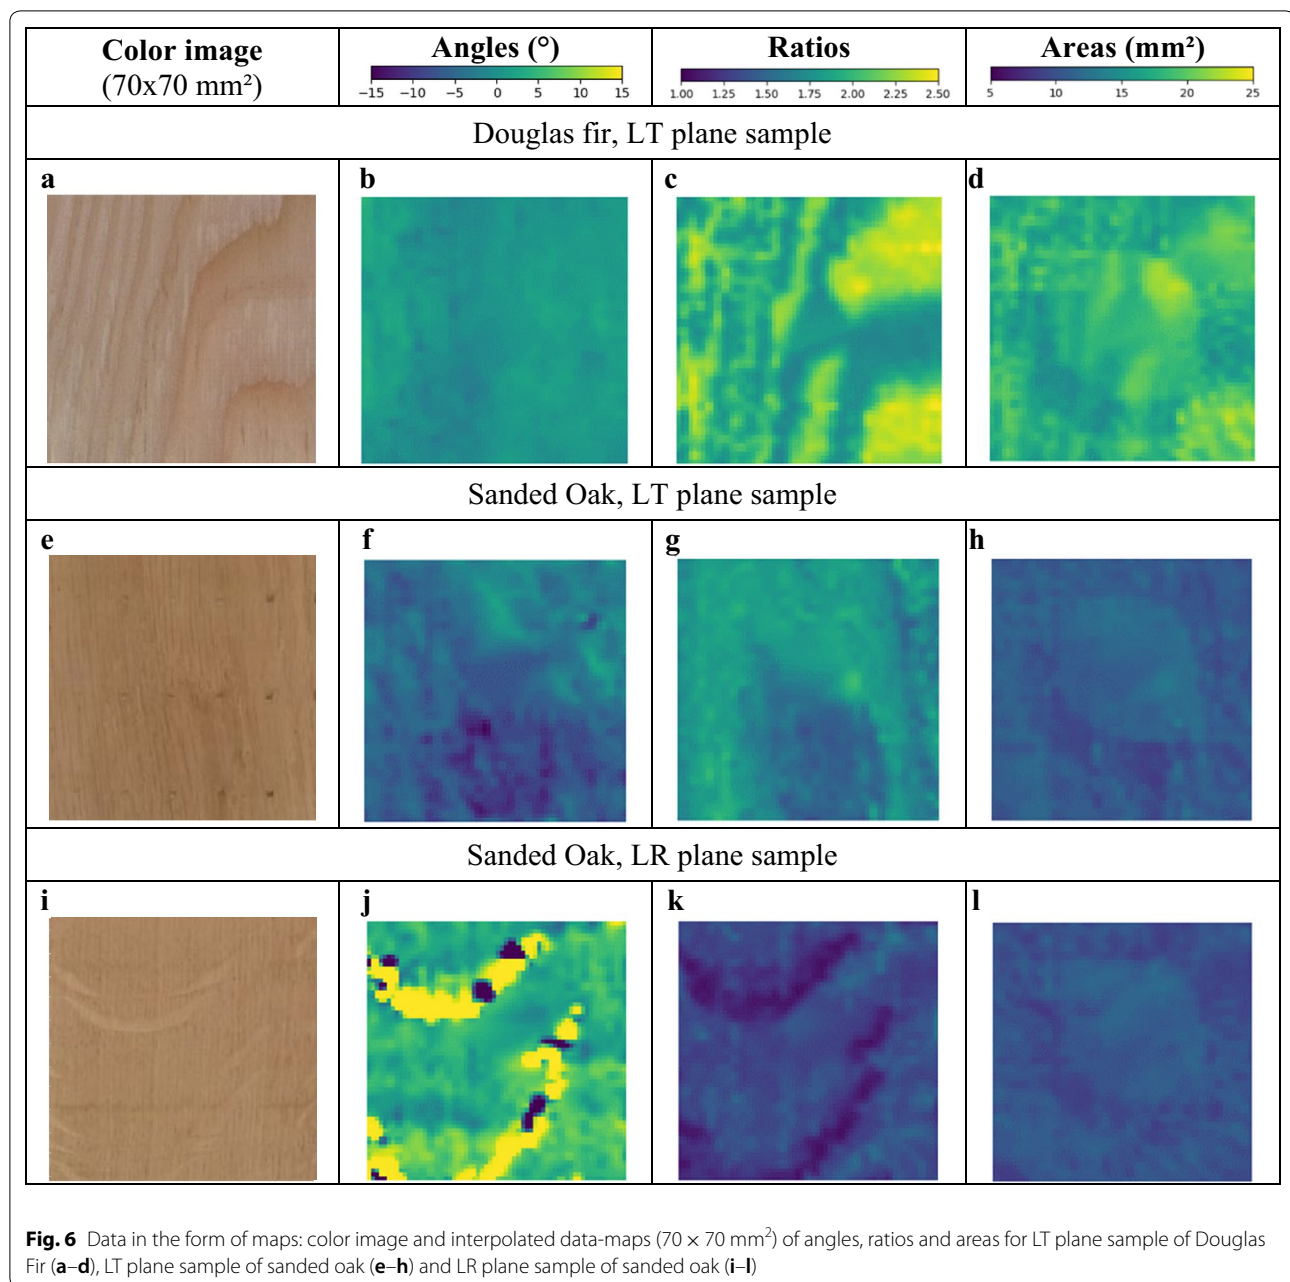 Color image
(70x70 mm²)
Angles (°)
−15 −10 −5 0 5 10 15
Ratios
1.00 1.25 1.50 1.75 2.00 2.25 2.50
Areas (mm²)
5 10 15 20 25
Douglas fir, LT plane sample
a b c d
Sanded Oak, LT plane sample
e f g h
Sanded Oak, LR plane sample
i j k l
Fig. 6 Data in the form of maps: color image and interpolated data-maps (70 × 70 mm²) of angles, ratios and areas for LT plane sample of Douglas
Fir (a–d), LT plane sample of sanded oak (e–h) and LR plane sample of sanded oak (i–l)